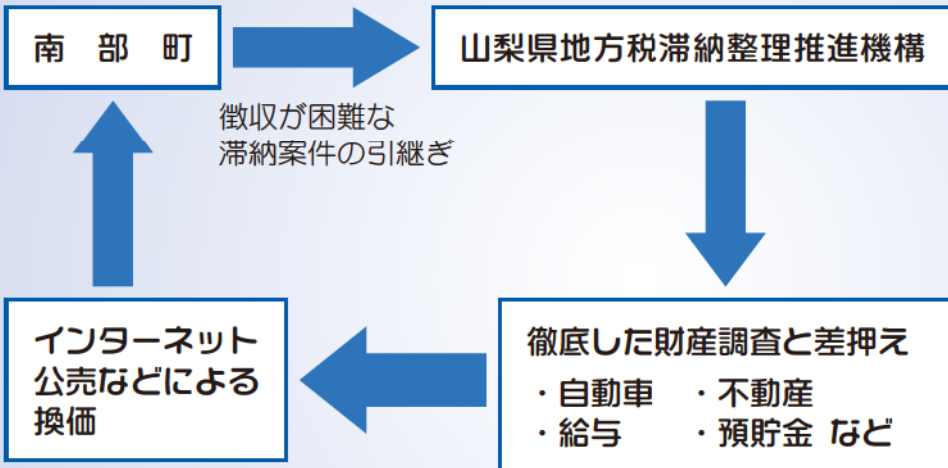 南部町
山梨県地方税滞納整理推進機構
徴収が困難な
滞納案件の引継ぎ
徹底した財産調査と差押え
・自動車 ・不動産
・給与 ・預貯金 など
インターネット
公売などによる
換価